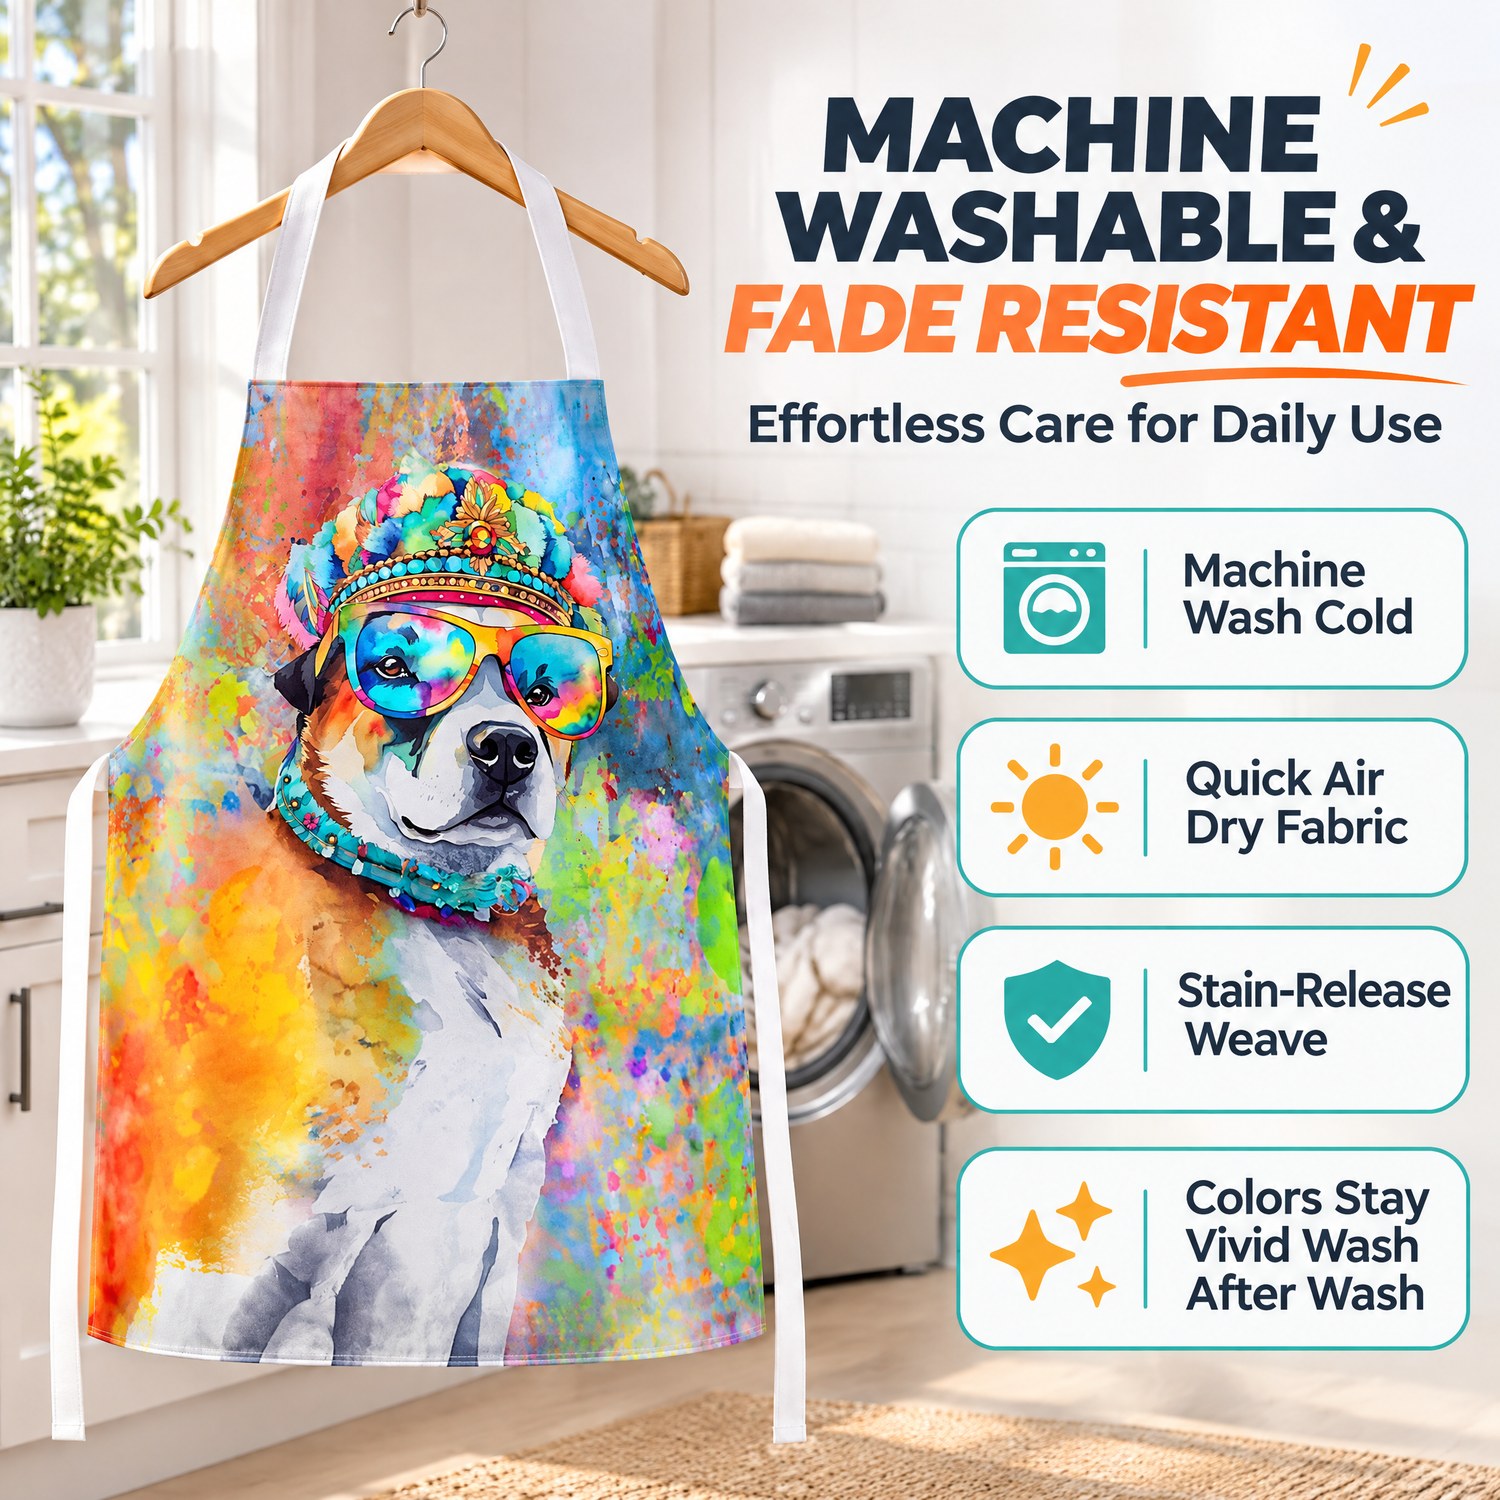 MACHINE
WASHABLE &
FADE RESISTANT
Effortless Care for Daily Use
Machine
Wash Cold
Quick Air
Dry Fabric
Stain-Release
Weave
Colors Stay
Vivid Wash
After Wash